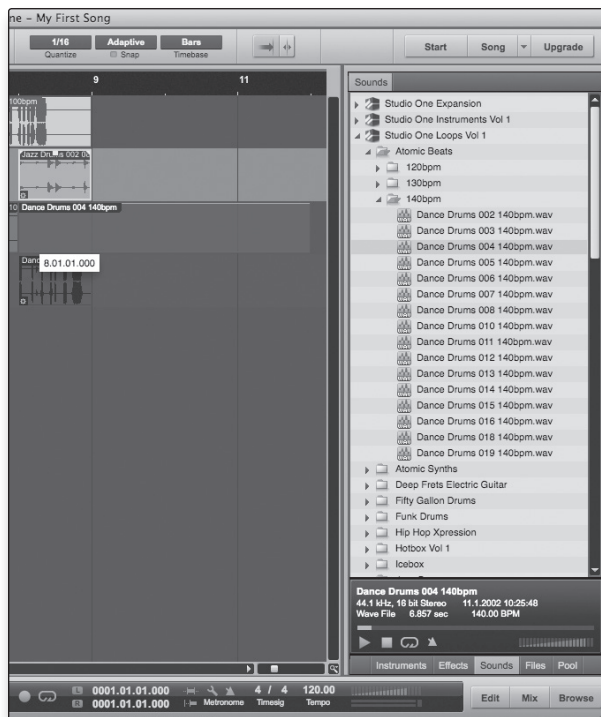 ne – My First Song
1/16 Adaptive Bars
Quantize Snap Timebase
Start Song Upgrade
9 11
100bpm
Jazz Drums 002 
10 Dance Drums 004 140bpm
Danc
8.01.01.000
Sounds
Studio One Expansion
Studio One Instruments Vol 1
Studio One Loops Vol 1
Atomic Beats
120bpm
130bpm
140bpm
Dance Drums 002 140bpm.wav
Dance Drums 003 140bpm.wav
Dance Drums 004 140bpm.wav
Dance Drums 005 140bpm.wav
Dance Drums 006 140bpm.wav
Dance Drums 007 140bpm.wav
Dance Drums 008 140bpm.wav
Dance Drums 010 140bpm.wav
Dance Drums 011 140bpm.wav
Dance Drums 012 140bpm.wav
Dance Drums 013 140bpm.wav
Dance Drums 014 140bpm.wav
Dance Drums 015 140bpm.wav
Dance Drums 016 140bpm.wav
Dance Drums 018 140bpm.wav
Dance Drums 019 140bpm.wav
Atomic Synths
Deep Frets Electric Guitar
Fifty Gallon Drums
Funk Drums
Hip Hop Xpression
Hotbox Vol 1
Icebox
Dance Drums 004 140bpm
44.1 kHz, 16 bit Stereo 11.1.2002 10:25:48
Wave File 6.857 sec 140.00 BPM
Instruments Effects Sounds Files Pool
L 0001.01.01.000 4 / 4 120.00
R 0001.01.01.000 Metronome Timesig Tempo
Edit Mix Browse